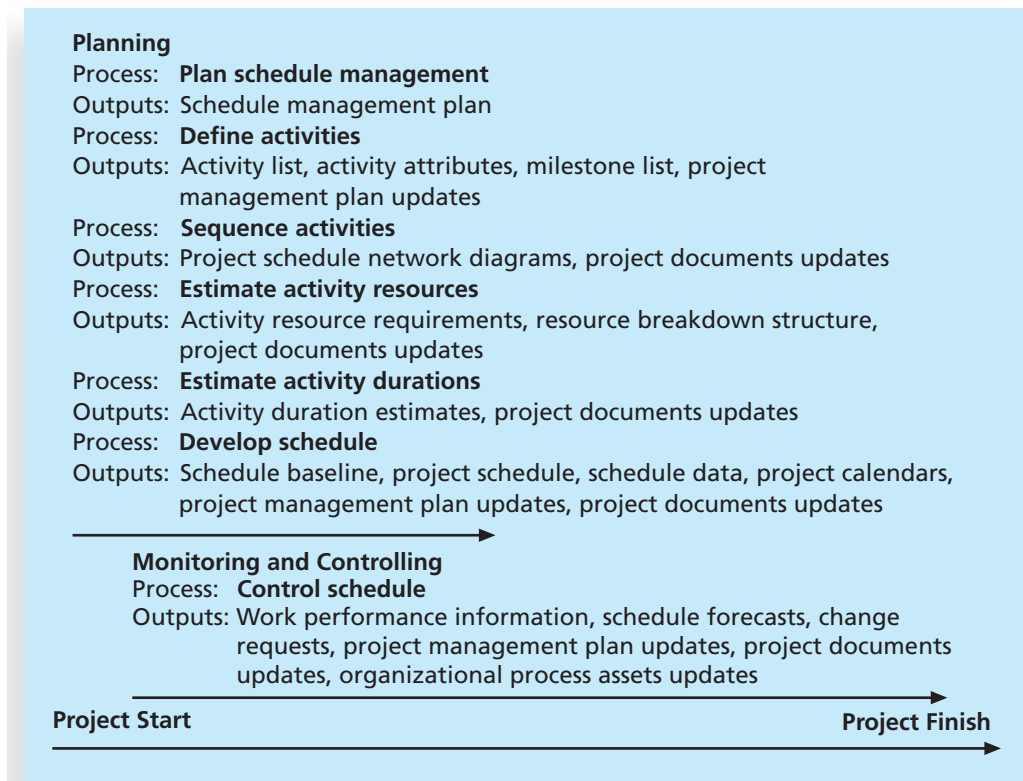 Planning
Process: Plan schedule management
Outputs: Schedule management plan
Process: Define activities
Outputs: Activity list, activity attributes, milestone list, project
management plan updates
Process: Sequence activities
Outputs: Project schedule network diagrams, project documents updates
Process: Estimate activity resources
Outputs: Activity resource requirements, resource breakdown structure,
project documents updates
Process: Estimate activity durations
Outputs: Activity duration estimates, project documents updates
Process: Develop schedule
Outputs: Schedule baseline, project schedule, schedule data, project calendars,
project management plan updates, project documents updates
Monitoring and Controlling
Process: Control schedule
Outputs: Work performance information, schedule forecasts, change
requests, project management plan updates, project documents
updates, organizational process assets updates
Project Start Project Finish